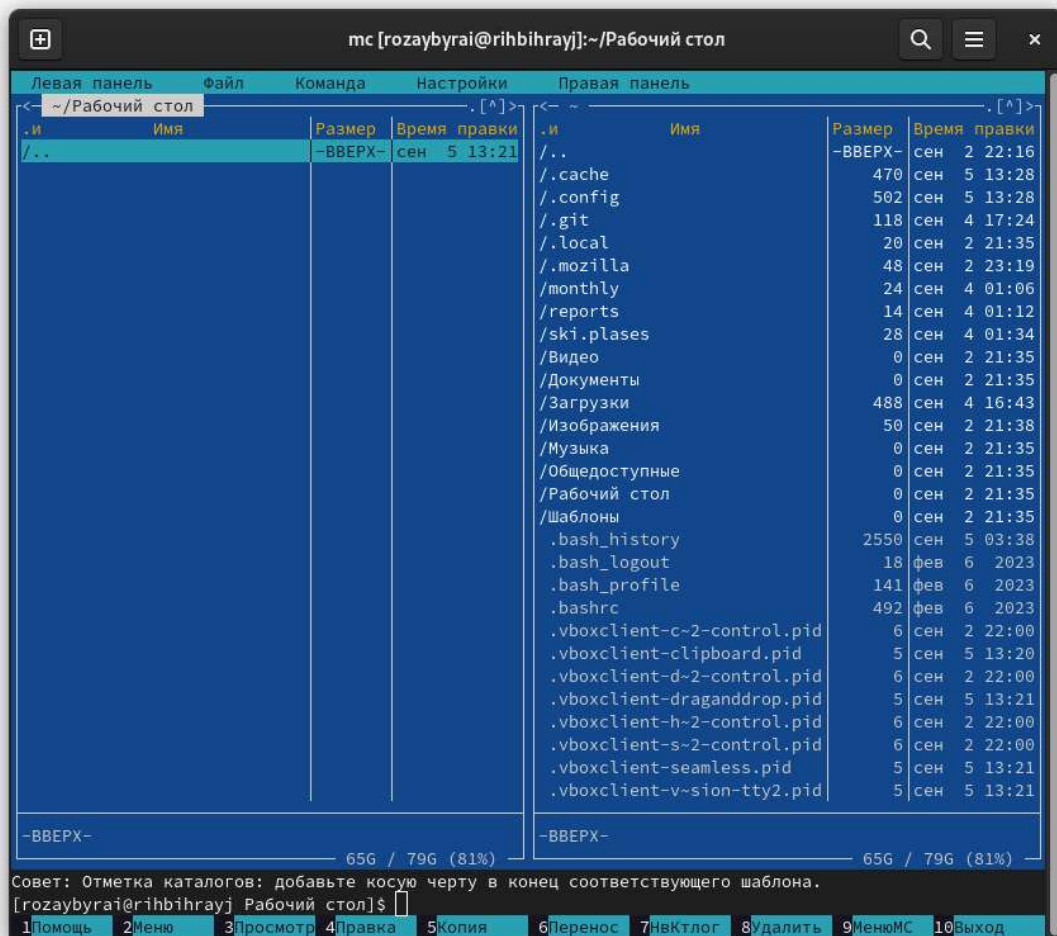 mc [rozaybyrai@rihbihrayj]:~/Рабочий стол
Левая панель Файл Команда Настройки Правая панель
<— ~/Рабочий стол .[^]>
.и Имя Размер Время правки
/.. -ВВЕРХ- сен 5 13:21
-ВВЕРХ-
65G / 79G (81%)
<— ~ .[^]>
.и Имя Размер Время правки
/.. -ВВЕРХ- сен 2 22:16
/.cache 470 сен 5 13:28
/.config 502 сен 5 13:28
/.git 118 сен 4 17:24
/.local 20 сен 2 21:35
/.mozilla 48 сен 2 23:19
/monthly 24 сен 4 01:06
/reports 14 сен 4 01:12
/ski.plases 28 сен 4 01:34
/Видео 0 сен 2 21:35
/Документы 0 сен 2 21:35
/Загрузки 488 сен 4 16:43
/Изображения 50 сен 2 21:38
/Музыка 0 сен 2 21:35
/Общедоступные 0 сен 2 21:35
/Рабочий стол 0 сен 2 21:35
/Шаблоны 0 сен 2 21:35
.bash_history 2550 сен 5 03:38
.bash_logout 18 фев 6 2023
.bash_profile 141 фев 6 2023
.bashrc 492 фев 6 2023
.vboxclient-c~2-control.pid 6 сен 2 22:00
.vboxclient-clipboard.pid 5 сен 5 13:20
.vboxclient-d~2-control.pid 6 сен 2 22:00
.vboxclient-draganddrop.pid 5 сен 5 13:21
.vboxclient-h~2-control.pid 6 сен 2 22:00
.vboxclient-s~2-control.pid 6 сен 2 22:00
.vboxclient-seamless.pid 5 сен 5 13:21
.vboxclient-v~sion-tty2.pid 5 сен 5 13:21
-ВВЕРХ-
65G / 79G (81%)
Совет: Отметка каталогов: добавьте косую черту в конец соответствующего шаблона.
[rozaybyrai@rihbihrayj Рабочий стол]$
1Помощь 2Меню 3Просмотр 4Правка 5Копия 6Перенос 7НвКтлог 8Удалить 9МенюМС 10Выход